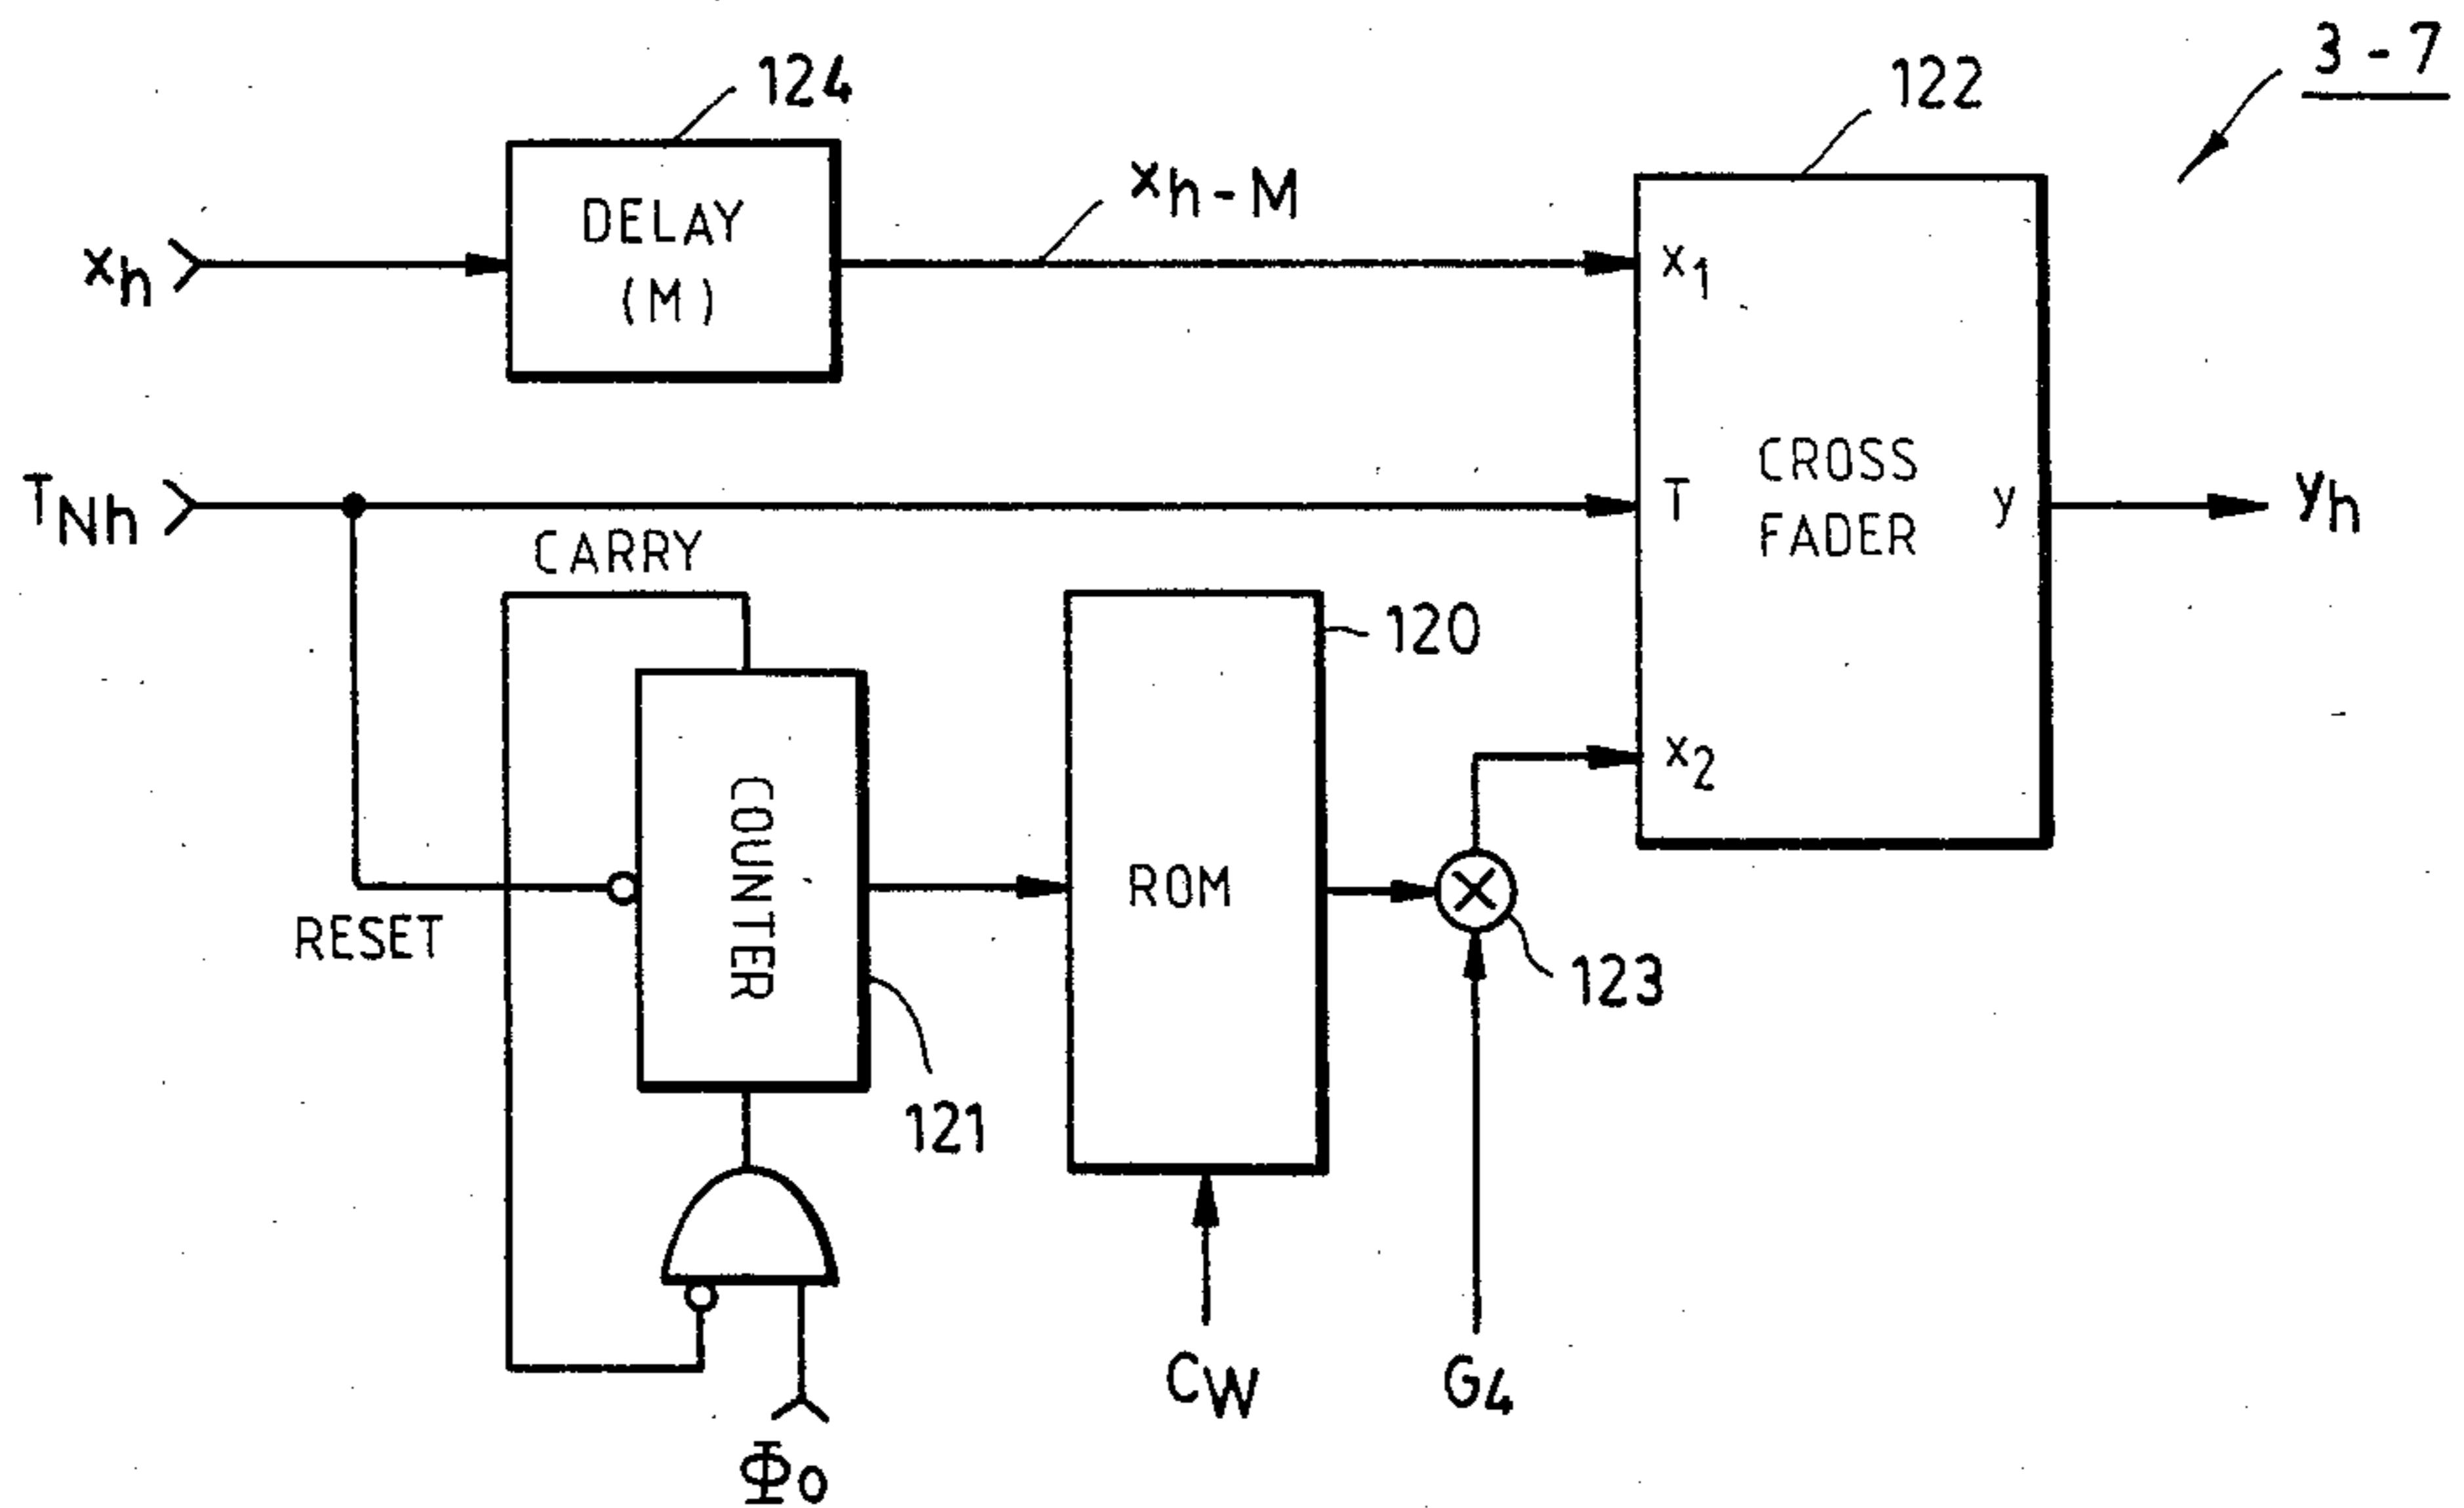 3 - 7
124
122
DELAY
(M)
xh-M
xh
x1
TNh
T
CROSS
FADER
y
yh
CARRY
120
x2
COUNTER
ROM
RESET
123
121
CW
G4
Φ0